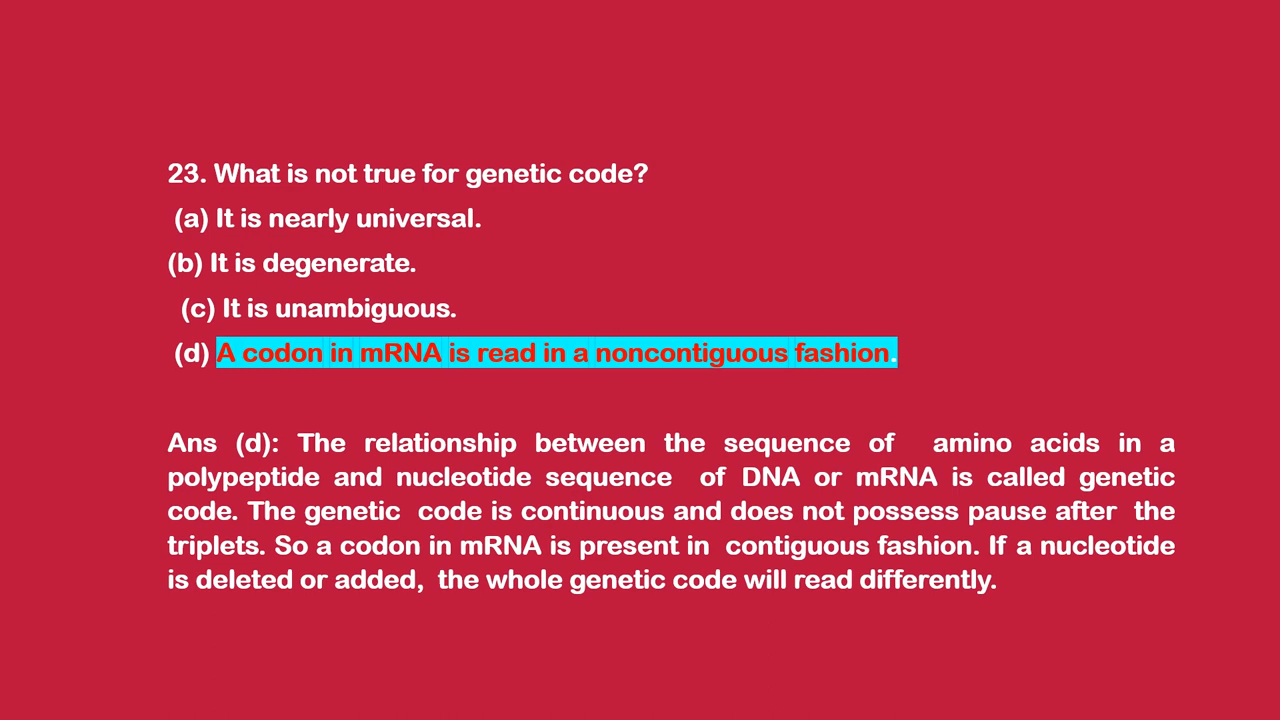 23. What is not true for genetic code?
(a) It is nearly universal.
(b) It is degenerate.
(c) It is unambiguous.
(d) A codon in mRNA is read in a noncontiguous fashion.
Ans (d): The relationship between the sequence of amino acids in a
polypeptide and nucleotide sequence of DNA or mRNA is called genetic
code. The genetic code is continuous and does not possess pause after the
triplets. So a codon in mRNA is present in contiguous fashion. If a nucleotide
is deleted or added, the whole genetic code will read differently.